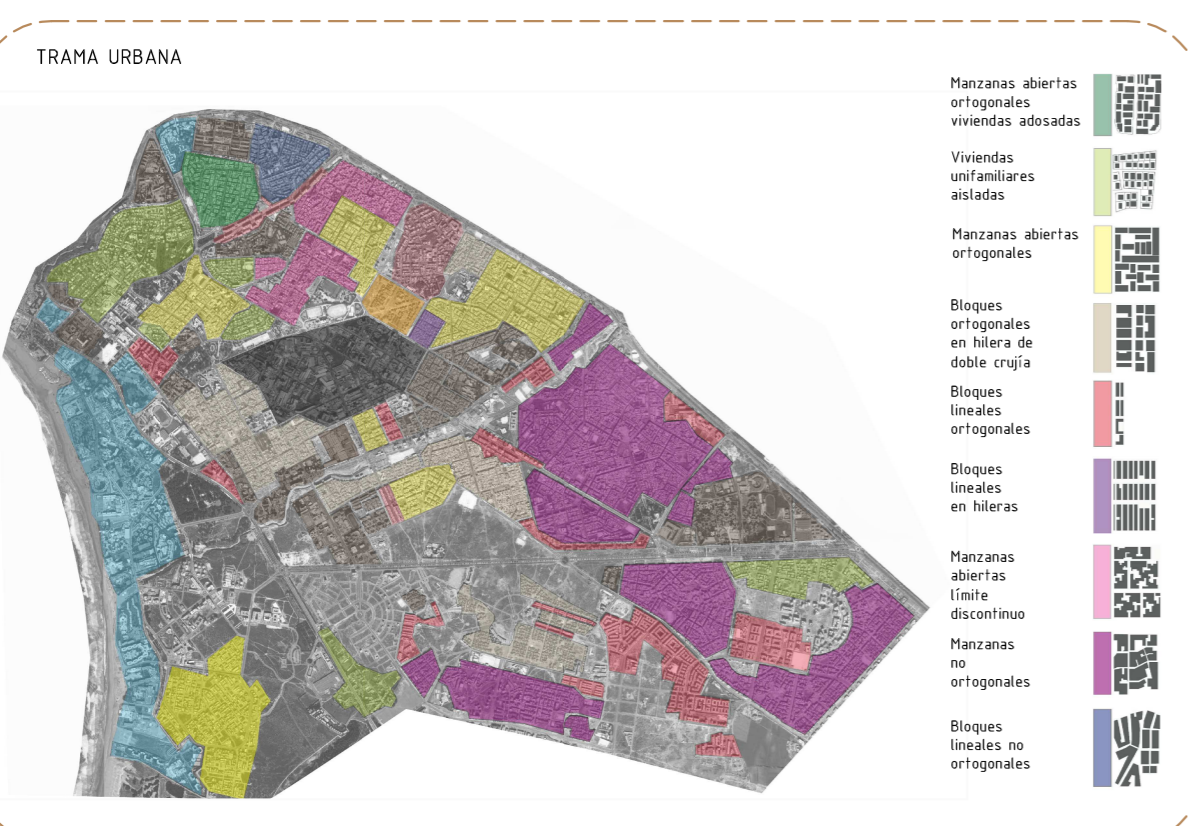 TRAMA URBANA
Manzanas abiertas
ortogonales
viviendas adosadas
Viviendas
unifamiliares
aisladas
Manzanas abiertas
ortogonales
Bloques
ortogonales
en hilera de
doble crujía
Bloques
lineales
ortogonales
Bloques
lineales
en hileras
Manzanas
abiertas
límite
discontinuo
Manzanas
no
ortogonales
Bloques
lineales no
ortogonales